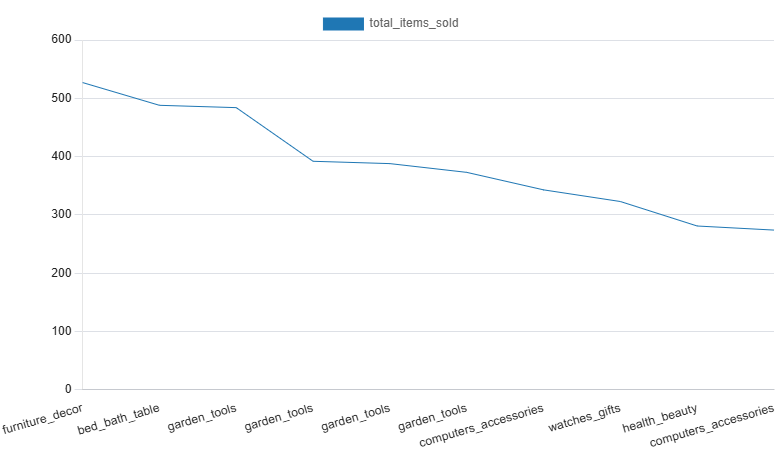 total_items_sold
600
500
400
300
200
100
0
furniture_decor
bed_bath_table
garden_tools
garden_tools
garden_tools
garden_tools
computers_accessories
watches_gifts
health_beauty
computers_accessories